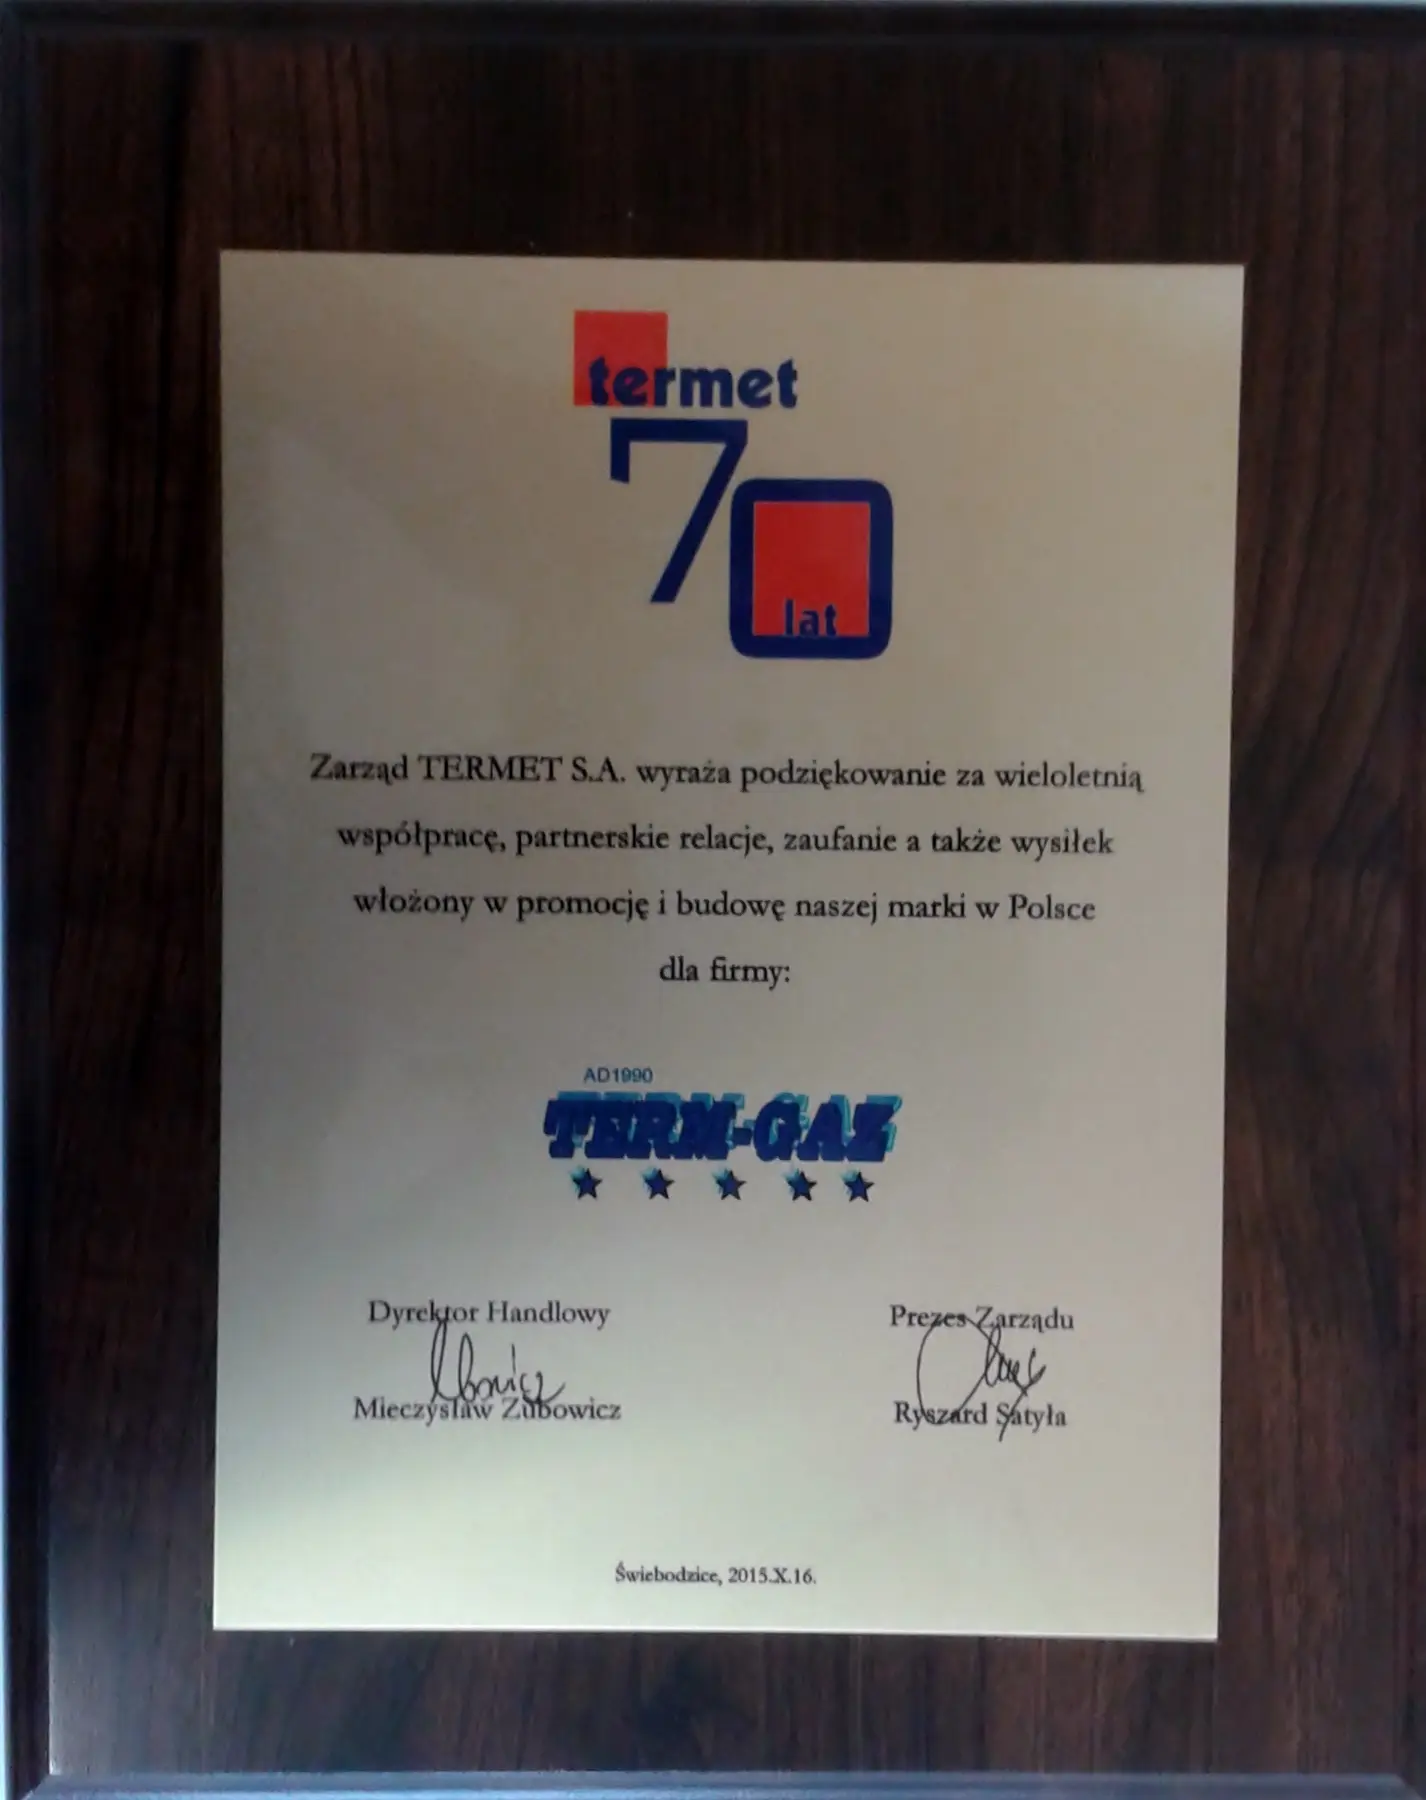 termet
70
lat
Zarząd TERMET S.A. wyraża podziękowanie za wieloletnią
współpracę, partnerskie relacje, zaufanie a także wysiłek
włożony w promocję i budowę naszej marki w Polsce
dla firmy:
AD1990
TERM-GAZ
Dyrektor Handlowy
Mieczysław Zubowicz
Prezes Zarządu
Ryszard Satyła
Świebodzice, 2015.X.16.